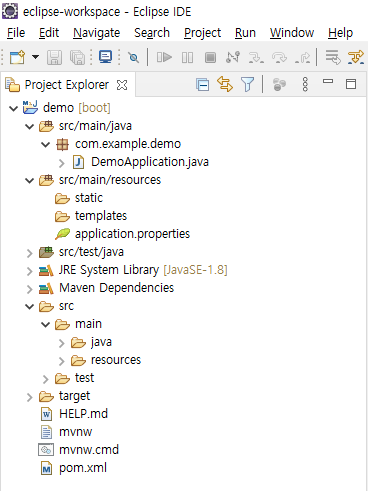 eclipse-workspace - Eclipse IDE
File Edit Navigate Search Project Run Window Help
Project Explorer
demo [boot]
src/main/java
com.example.demo
DemoApplication.java
src/main/resources
static
templates
application.properties
src/test/java
JRE System Library [JavaSE-1.8]
Maven Dependencies
src
main
java
resources
test
target
HELP.md
mvnw
mvnw.cmd
pom.xml